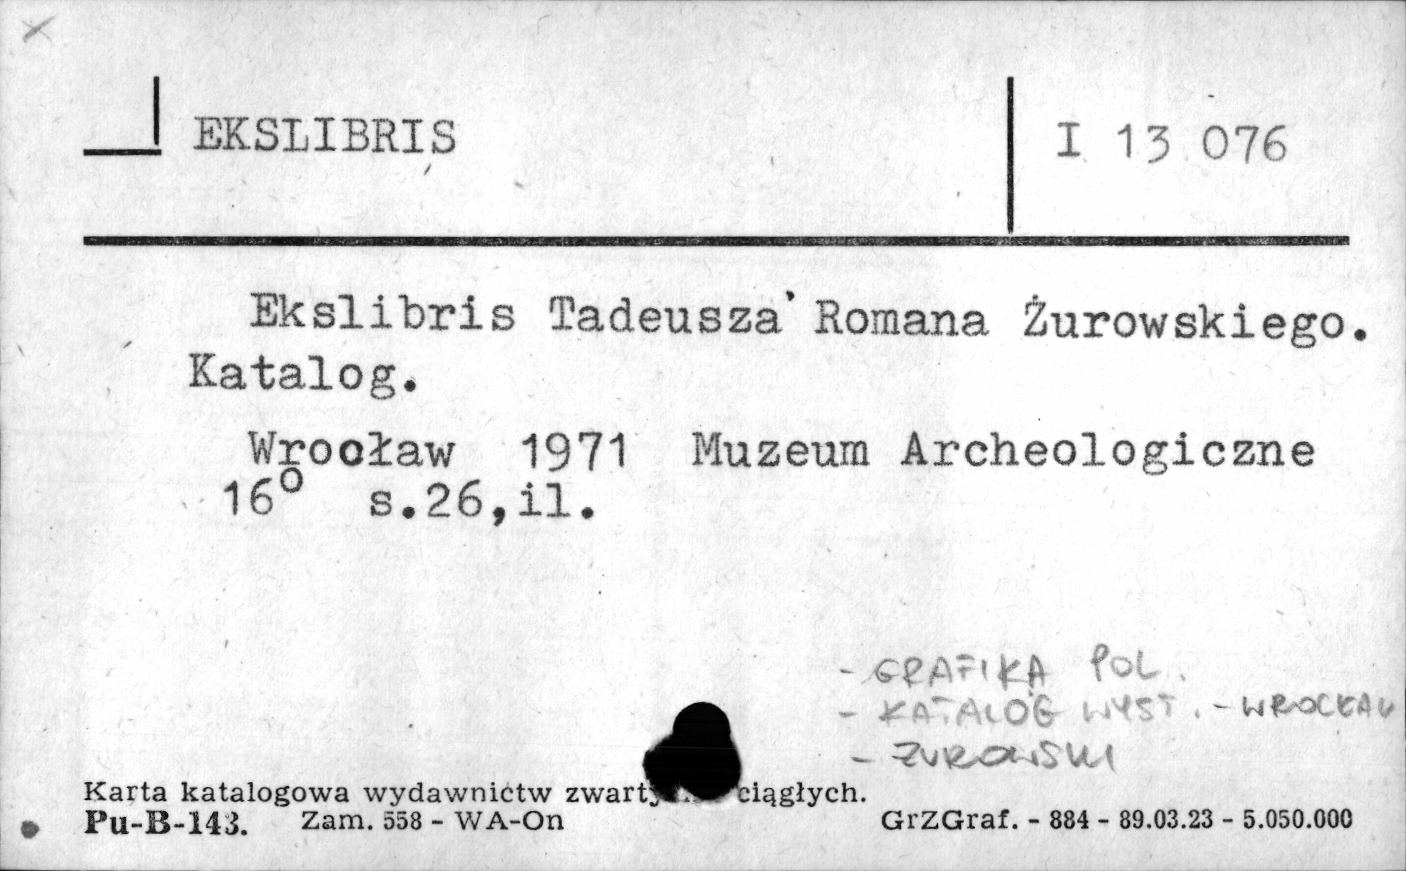 EKSLIBRIS
I 13 076
Ekslibris Tadeusza Romana Żurowskiego.
Katalog.
Wrocław 1971 Muzeum Archeologiczne
16° s.26,il.
- GRAFIKA POL.
- KATALOG WYST. - WROCŁAW
- ŻUROWSKI
Karta katalogowa wydawnictw ciągłych.
Pu-B-143. Zam. 558 - WA-On
GrZGraf. - 884 - 89.03.23 - 5.050.000